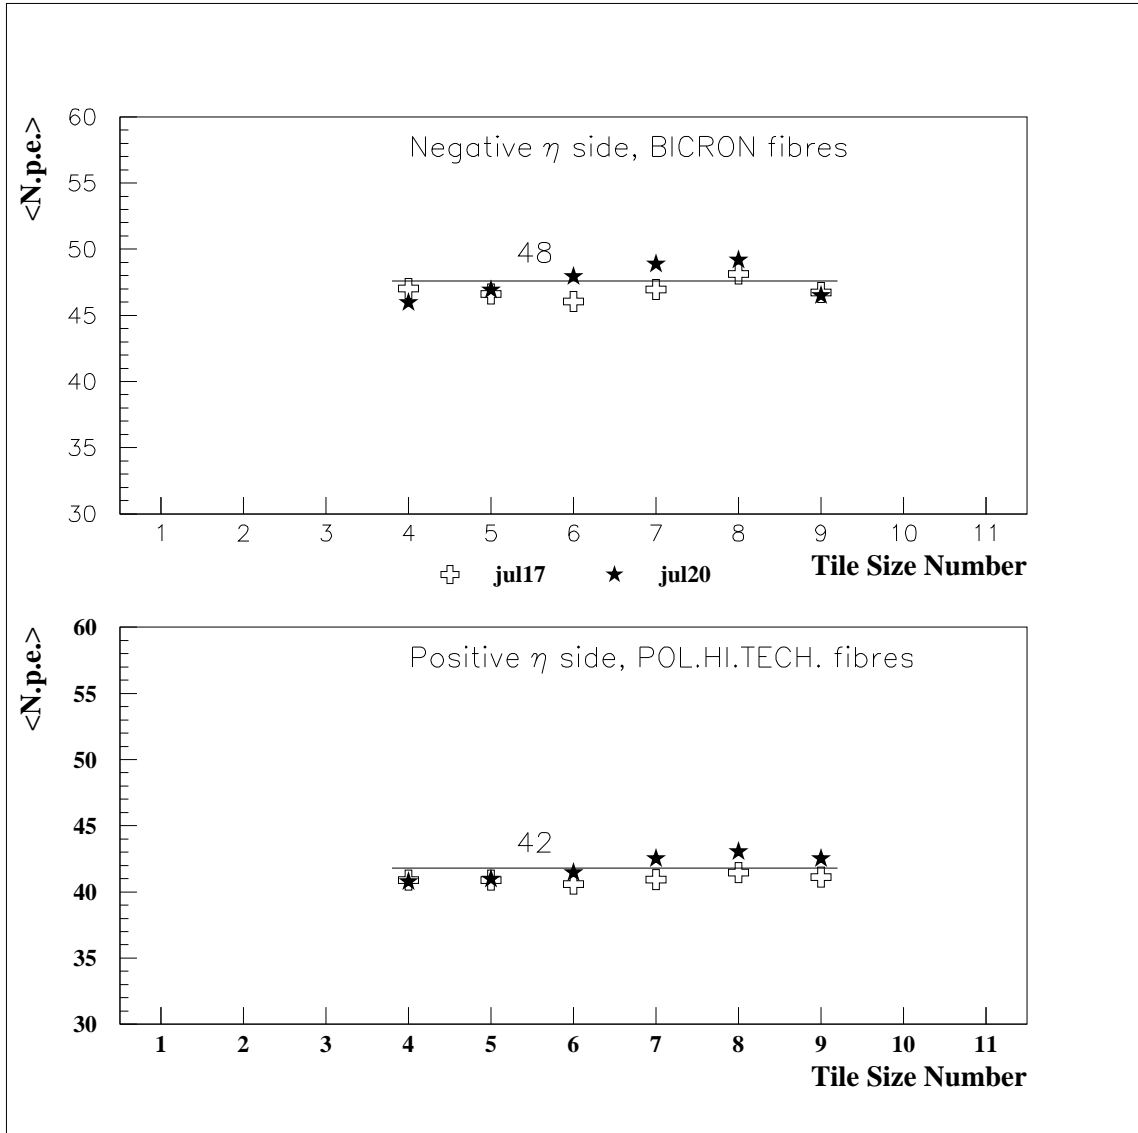 <N.p.e.>
60
Negative η side, BICRON fibres
55
50
48
45
40
35
30
1 2 3 4 5 6 7 8 9 10 11
Tile Size Number
jul17 jul20
<N.p.e.>
60
Positive η side, POL.HI.TECH. fibres
55
50
45
42
40
35
30
1 2 3 4 5 6 7 8 9 10 11
Tile Size Number